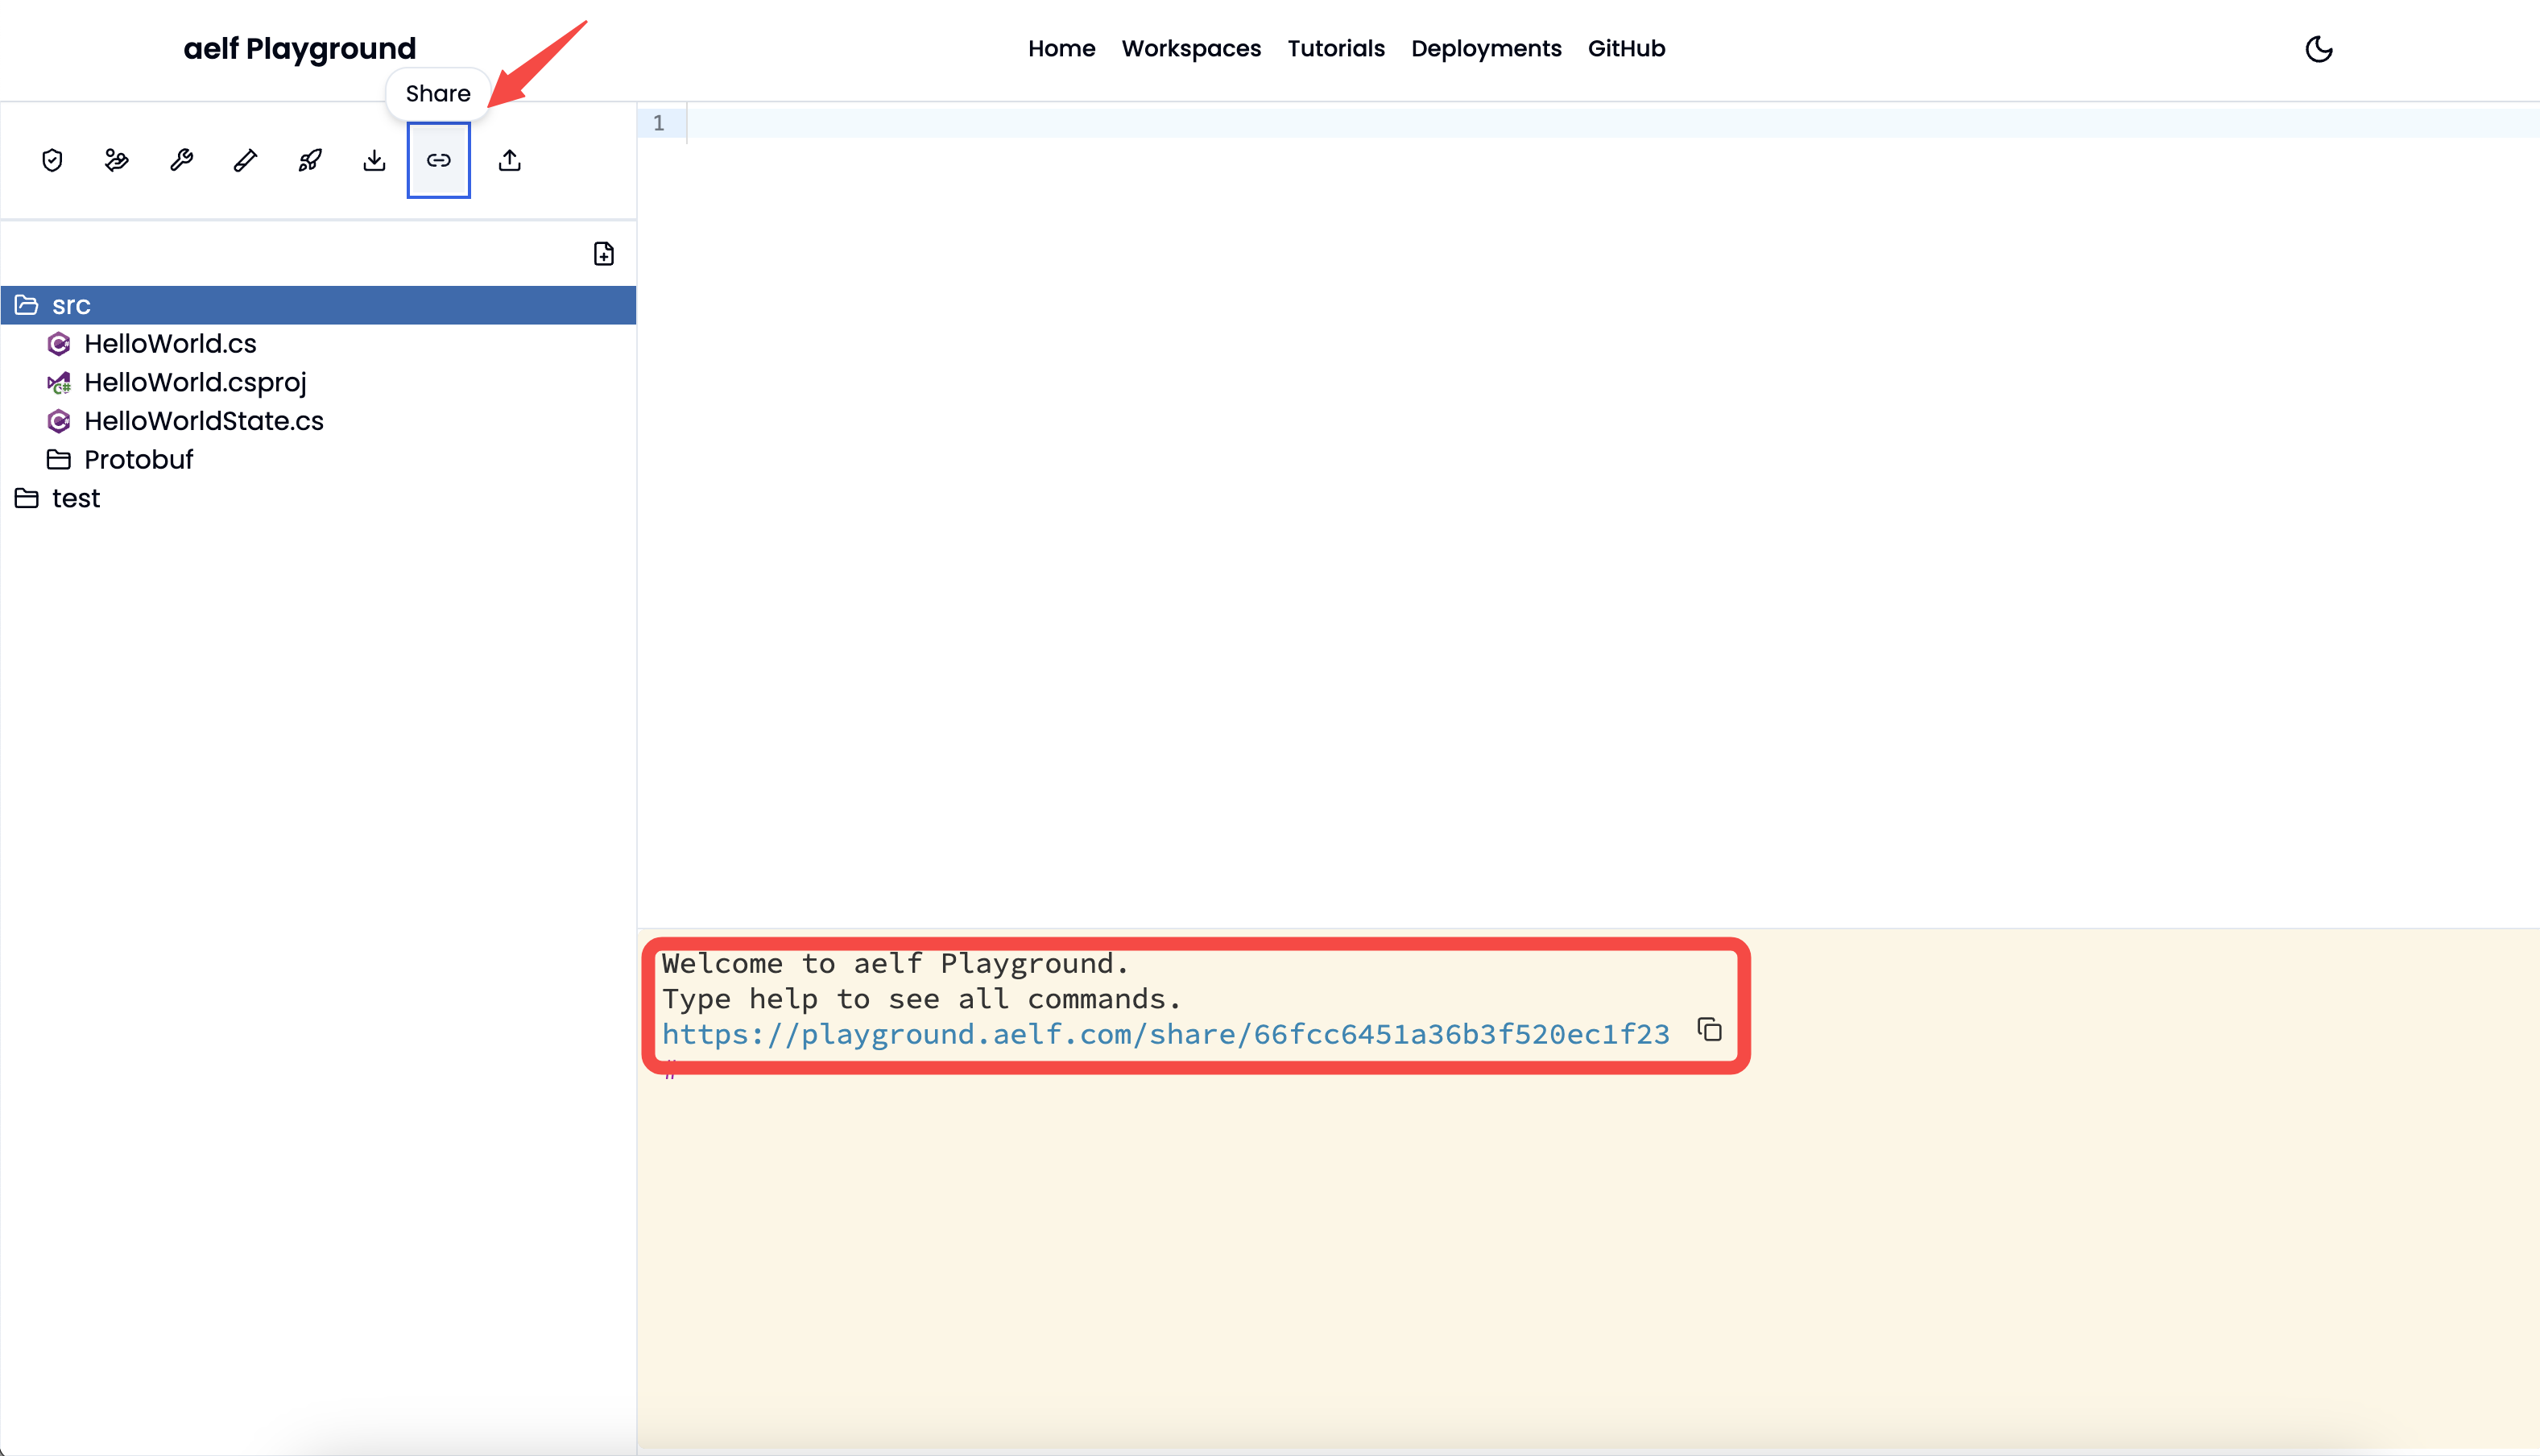 aelf Playground
Home Workspaces Tutorials Deployments GitHub
Share
1
src
HelloWorld.cs
HelloWorld.csproj
HelloWorldState.cs
Protobuf
test
Welcome to aelf Playground.
Type help to see all commands.
https://playground.aelf.com/share/66fcc6451a36b3f520ec1f23